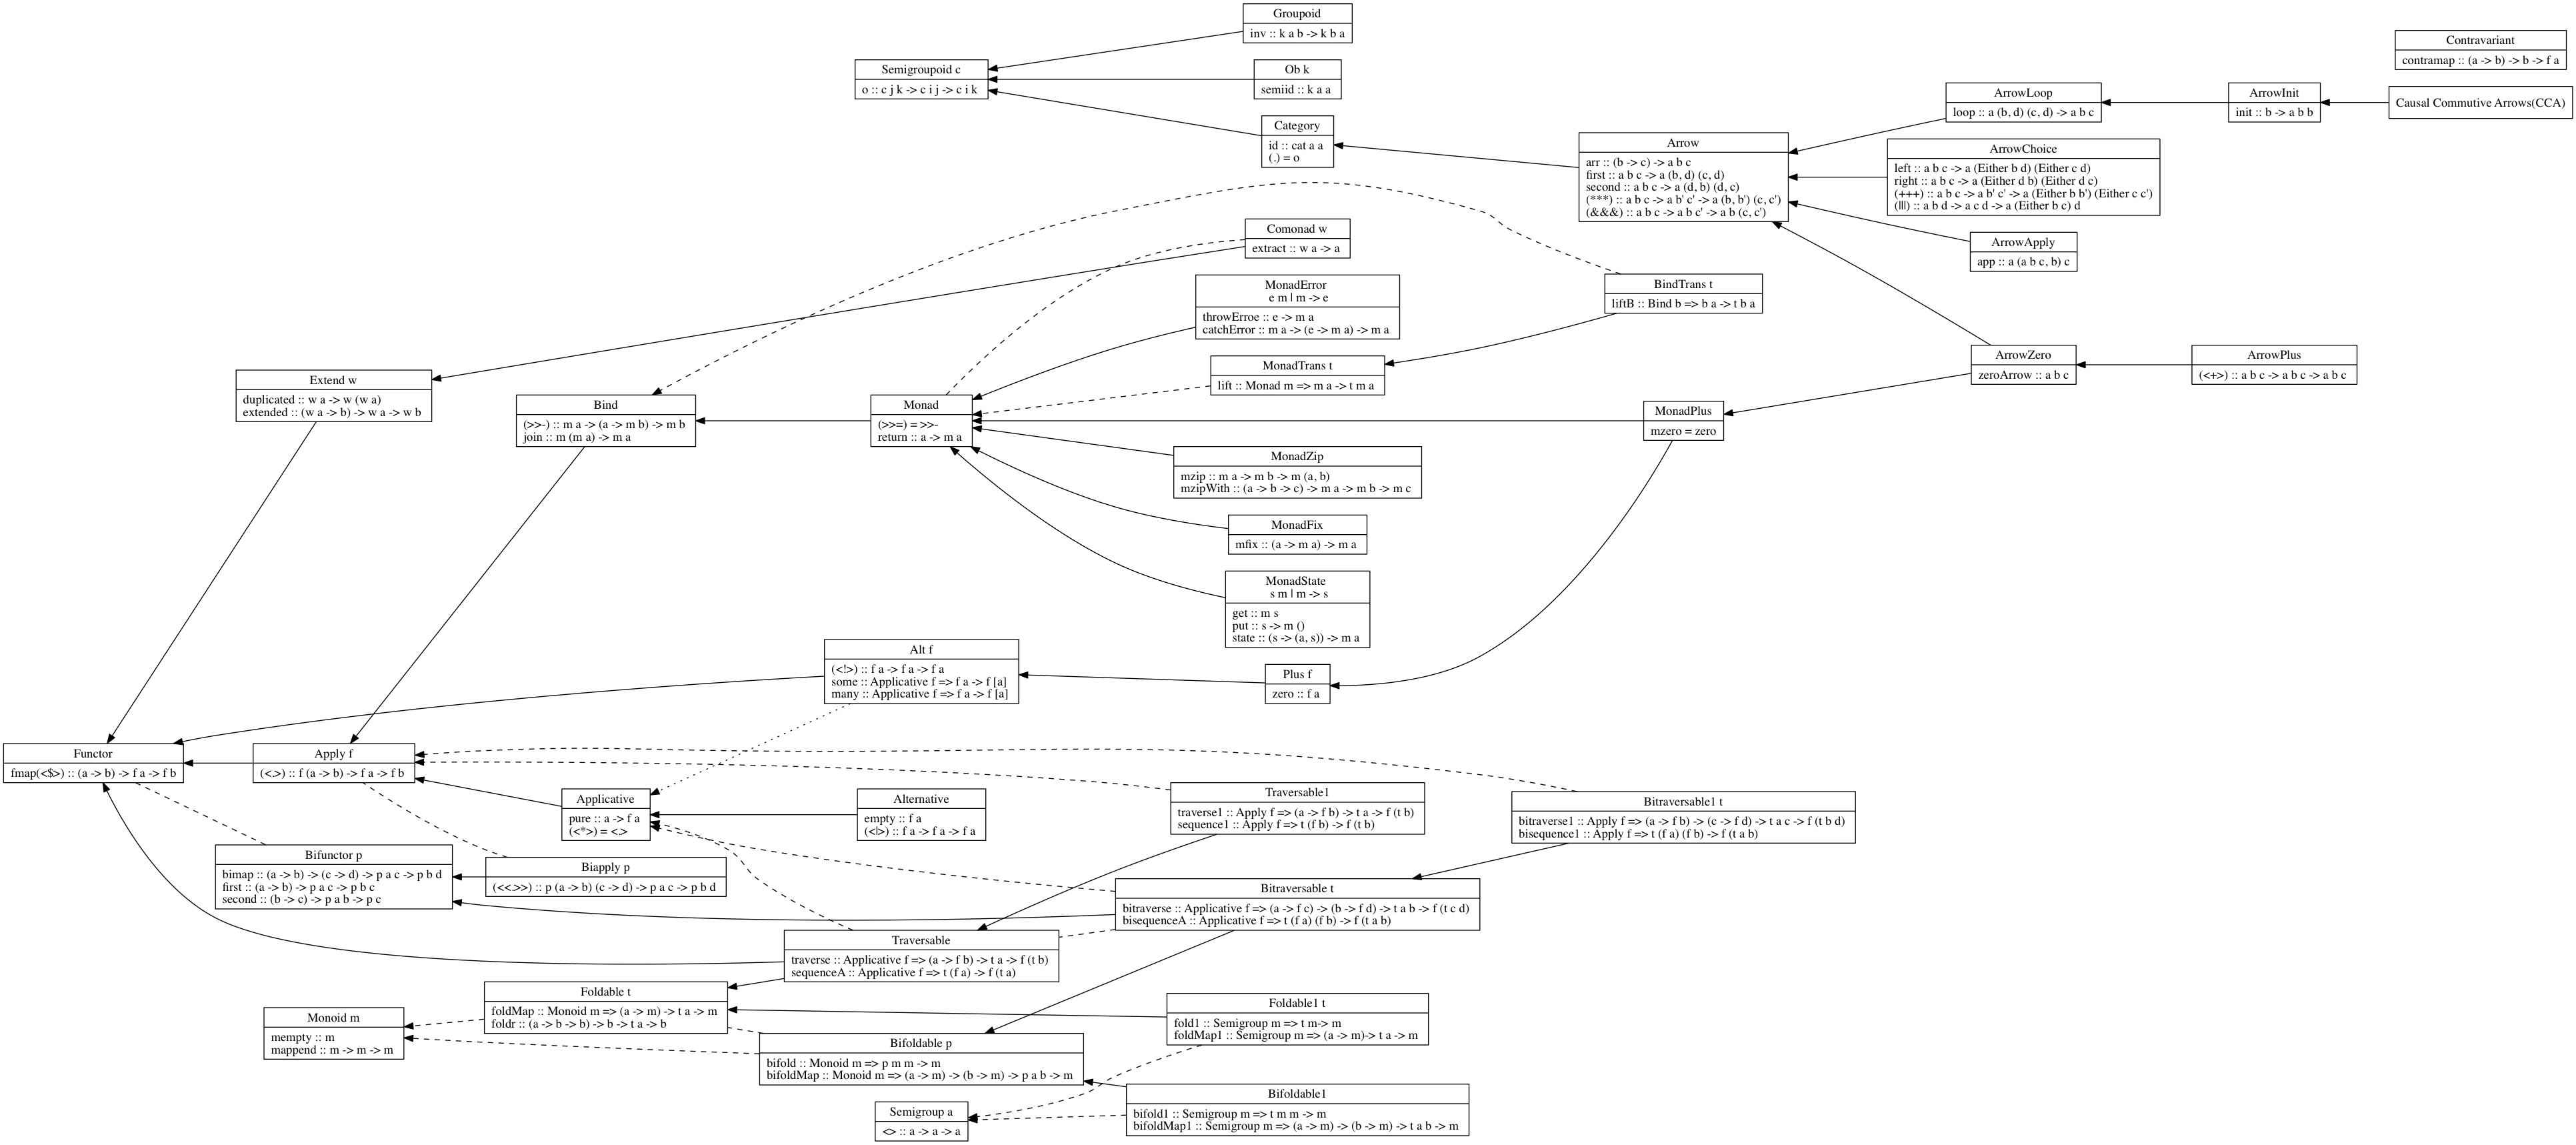 Groupoid
inv :: k a b -> k b a
Contravariant
contramap :: (a -> b) -> b -> f a
Semigroupoid c
o :: c j k -> c i j -> c i k
Ob k
semiid :: k a a
ArrowLoop
loop :: a (b, d) (c, d) -> a b c
ArrowInit
init :: b -> a b b
Causal Commutive Arrows(CCA)
Category
id :: cat a a
(.) = o
Arrow
arr :: (b -> c) -> a b c
first :: a b c -> a (b, d) (c, d)
second :: a b c -> a (d, b) (d, c)
(***) :: a b c -> a b' c' -> a (b, b') (c, c')
(&&&) :: a b c -> a b c' -> a b (c, c')
ArrowChoice
left :: a b c -> a (Either b d) (Either c d)
right :: a b c -> a (Either d b) (Either d c)
(+++) :: a b c -> a b' c' -> a (Either b b') (Either c c')
(|||) :: a b d -> a c d -> a (Either b c) d
Comonad w
extract :: w a -> a
ArrowApply
app :: a (a b c, b) c
MonadError
e m | m -> e
throwErroe :: e -> m a
catchError :: m a -> (e -> m a) -> m a
BindTrans t
liftB :: Bind b => b a -> t b a
MonadTrans t
lift :: Monad m => m a -> t m a
ArrowZero
zeroArrow :: a b c
ArrowPlus
(<+>) :: a b c -> a b c -> a b c
Extend w
duplicated :: w a -> w (w a)
extended :: (w a -> b) -> w a -> w b
Bind
(>>-) :: m a -> (a -> m b) -> m b
join :: m (m a) -> m a
Monad
(>>=) = >>-
return :: a -> m a
MonadPlus
mzero = zero
MonadZip
mzip :: m a -> m b -> m (a, b)
mzipWith :: (a -> b -> c) -> m a -> m b -> m c
MonadFix
mfix :: (a -> m a) -> m a
MonadState
s m | m -> s
get :: m s
put :: s -> m ()
state :: (s -> (a, s)) -> m a
Alt f
(<!>) :: f a -> f a -> f a
some :: Applicative f => f a -> f [a]
many :: Applicative f => f a -> f [a]
Plus f
zero :: f a
Functor
fmap(<$>) :: (a -> b) -> f a -> f b
Apply f
(<.>) :: f (a -> b) -> f a -> f b
Applicative
pure :: a -> f a
(<*>) = <.>
Alternative
empty :: f a
(<|>) :: f a -> f a -> f a
Traversable1
traverse1 :: Apply f => (a -> f b) -> t a -> f (t b)
sequence1 :: Apply f => t (f b) -> f (t b)
Bitraversable1 t
bitraverse1 :: Apply f => (a -> f b) -> (c -> f d) -> t a c -> f (t b d)
bisequence1 :: Apply f => t (f a) (f b) -> f (t a b)
Bifunctor p
bimap :: (a -> b) -> (c -> d) -> p a c -> p b d
first :: (a -> b) -> p a c -> p b c
second :: (b -> c) -> p a b -> p c
Biapply p
(<<.>>) :: p (a -> b) (c -> d) -> p a c -> p b d
Bitraversable t
bitraverse :: Applicative f => (a -> f c) -> (b -> f d) -> t a b -> f (t c d)
bisequenceA :: Applicative f => t (f a) (f b) -> f (t a b)
Traversable
traverse :: Applicative f => (a -> f b) -> t a -> f (t b)
sequenceA :: Applicative f => t (f a) -> f (t a)
Foldable t
foldMap :: Monoid m => (a -> m) -> t a -> m
foldr :: (a -> b -> b) -> b -> t a -> b
Foldable1 t
fold1 :: Semigroup m => t m-> m
foldMap1 :: Semigroup m => (a -> m)-> t a -> m
Monoid m
mempty :: m
mappend :: m -> m -> m
Bifoldable p
bifold :: Monoid m => p m m -> m
bifoldMap :: Monoid m => (a -> m) -> (b -> m) -> p a b -> m
Bifoldable1
bifold1 :: Semigroup m => t m m -> m
bifoldMap1 :: Semigroup m => (a -> m) -> (b -> m) -> t a b -> m
Semigroup a
<> :: a -> a -> a